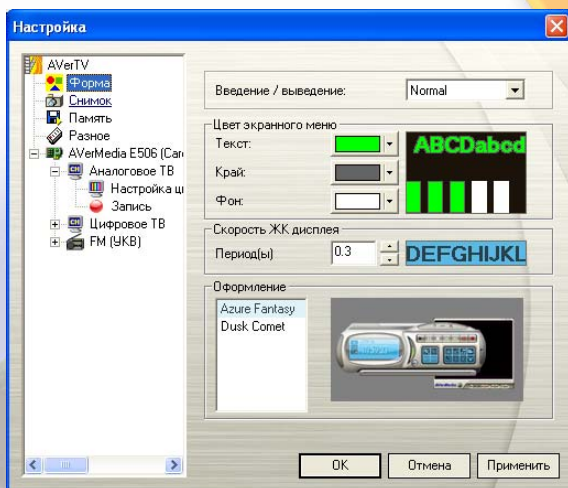 Настройка
AVerTV
Форма
Снимок
Память
Разное
AVerMedia E506 (Car
Аналоговое ТВ
Настройка ц
Запись
Цифровое ТВ
FM (УКВ)
Введение / выведение: Normal
Цвет экранного меню
Текст:
Край:
Фон:
ABCDabcd
Скорость ЖК дисплея
Период(ы) 0.3 DEFGHIJKL
Оформление
Azure Fantasy
Dusk Comet
OK Отмена Применить